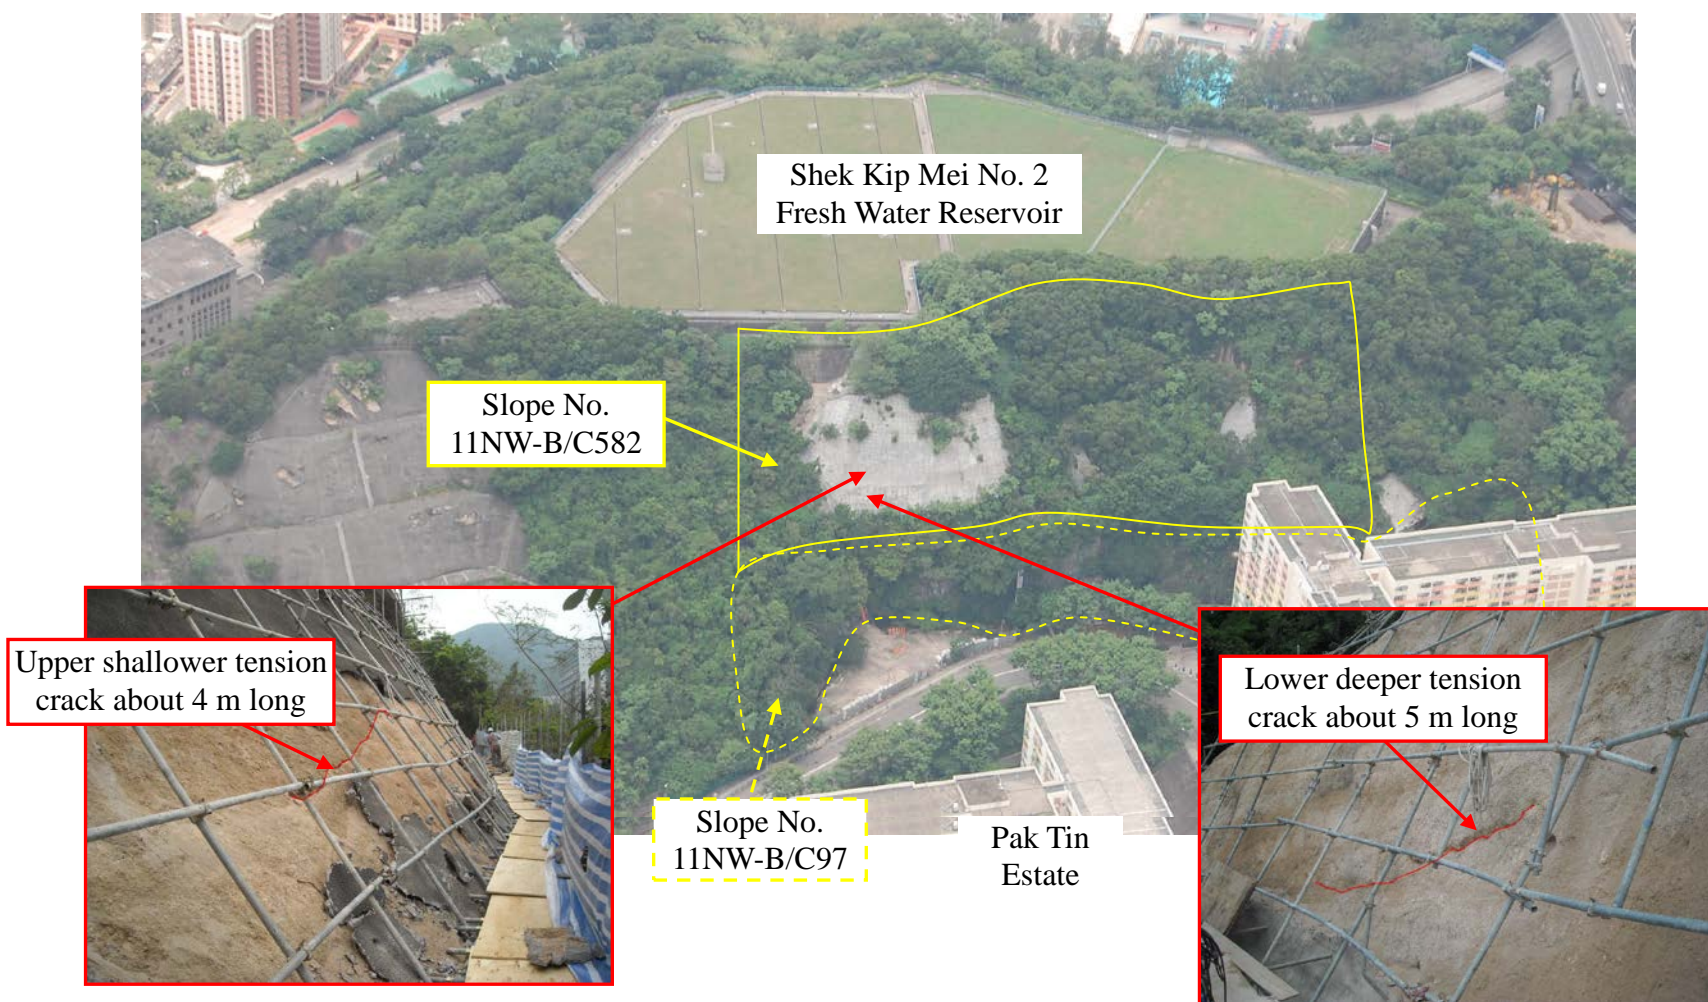 Shek Kip Mei No. 2
Fresh Water Reservoir
Slope No.
11NW-B/C582
Upper shallower tension
crack about 4 m long
Lower deeper tension
crack about 5 m long
Slope No.
11NW-B/C97
Pak Tin
Estate